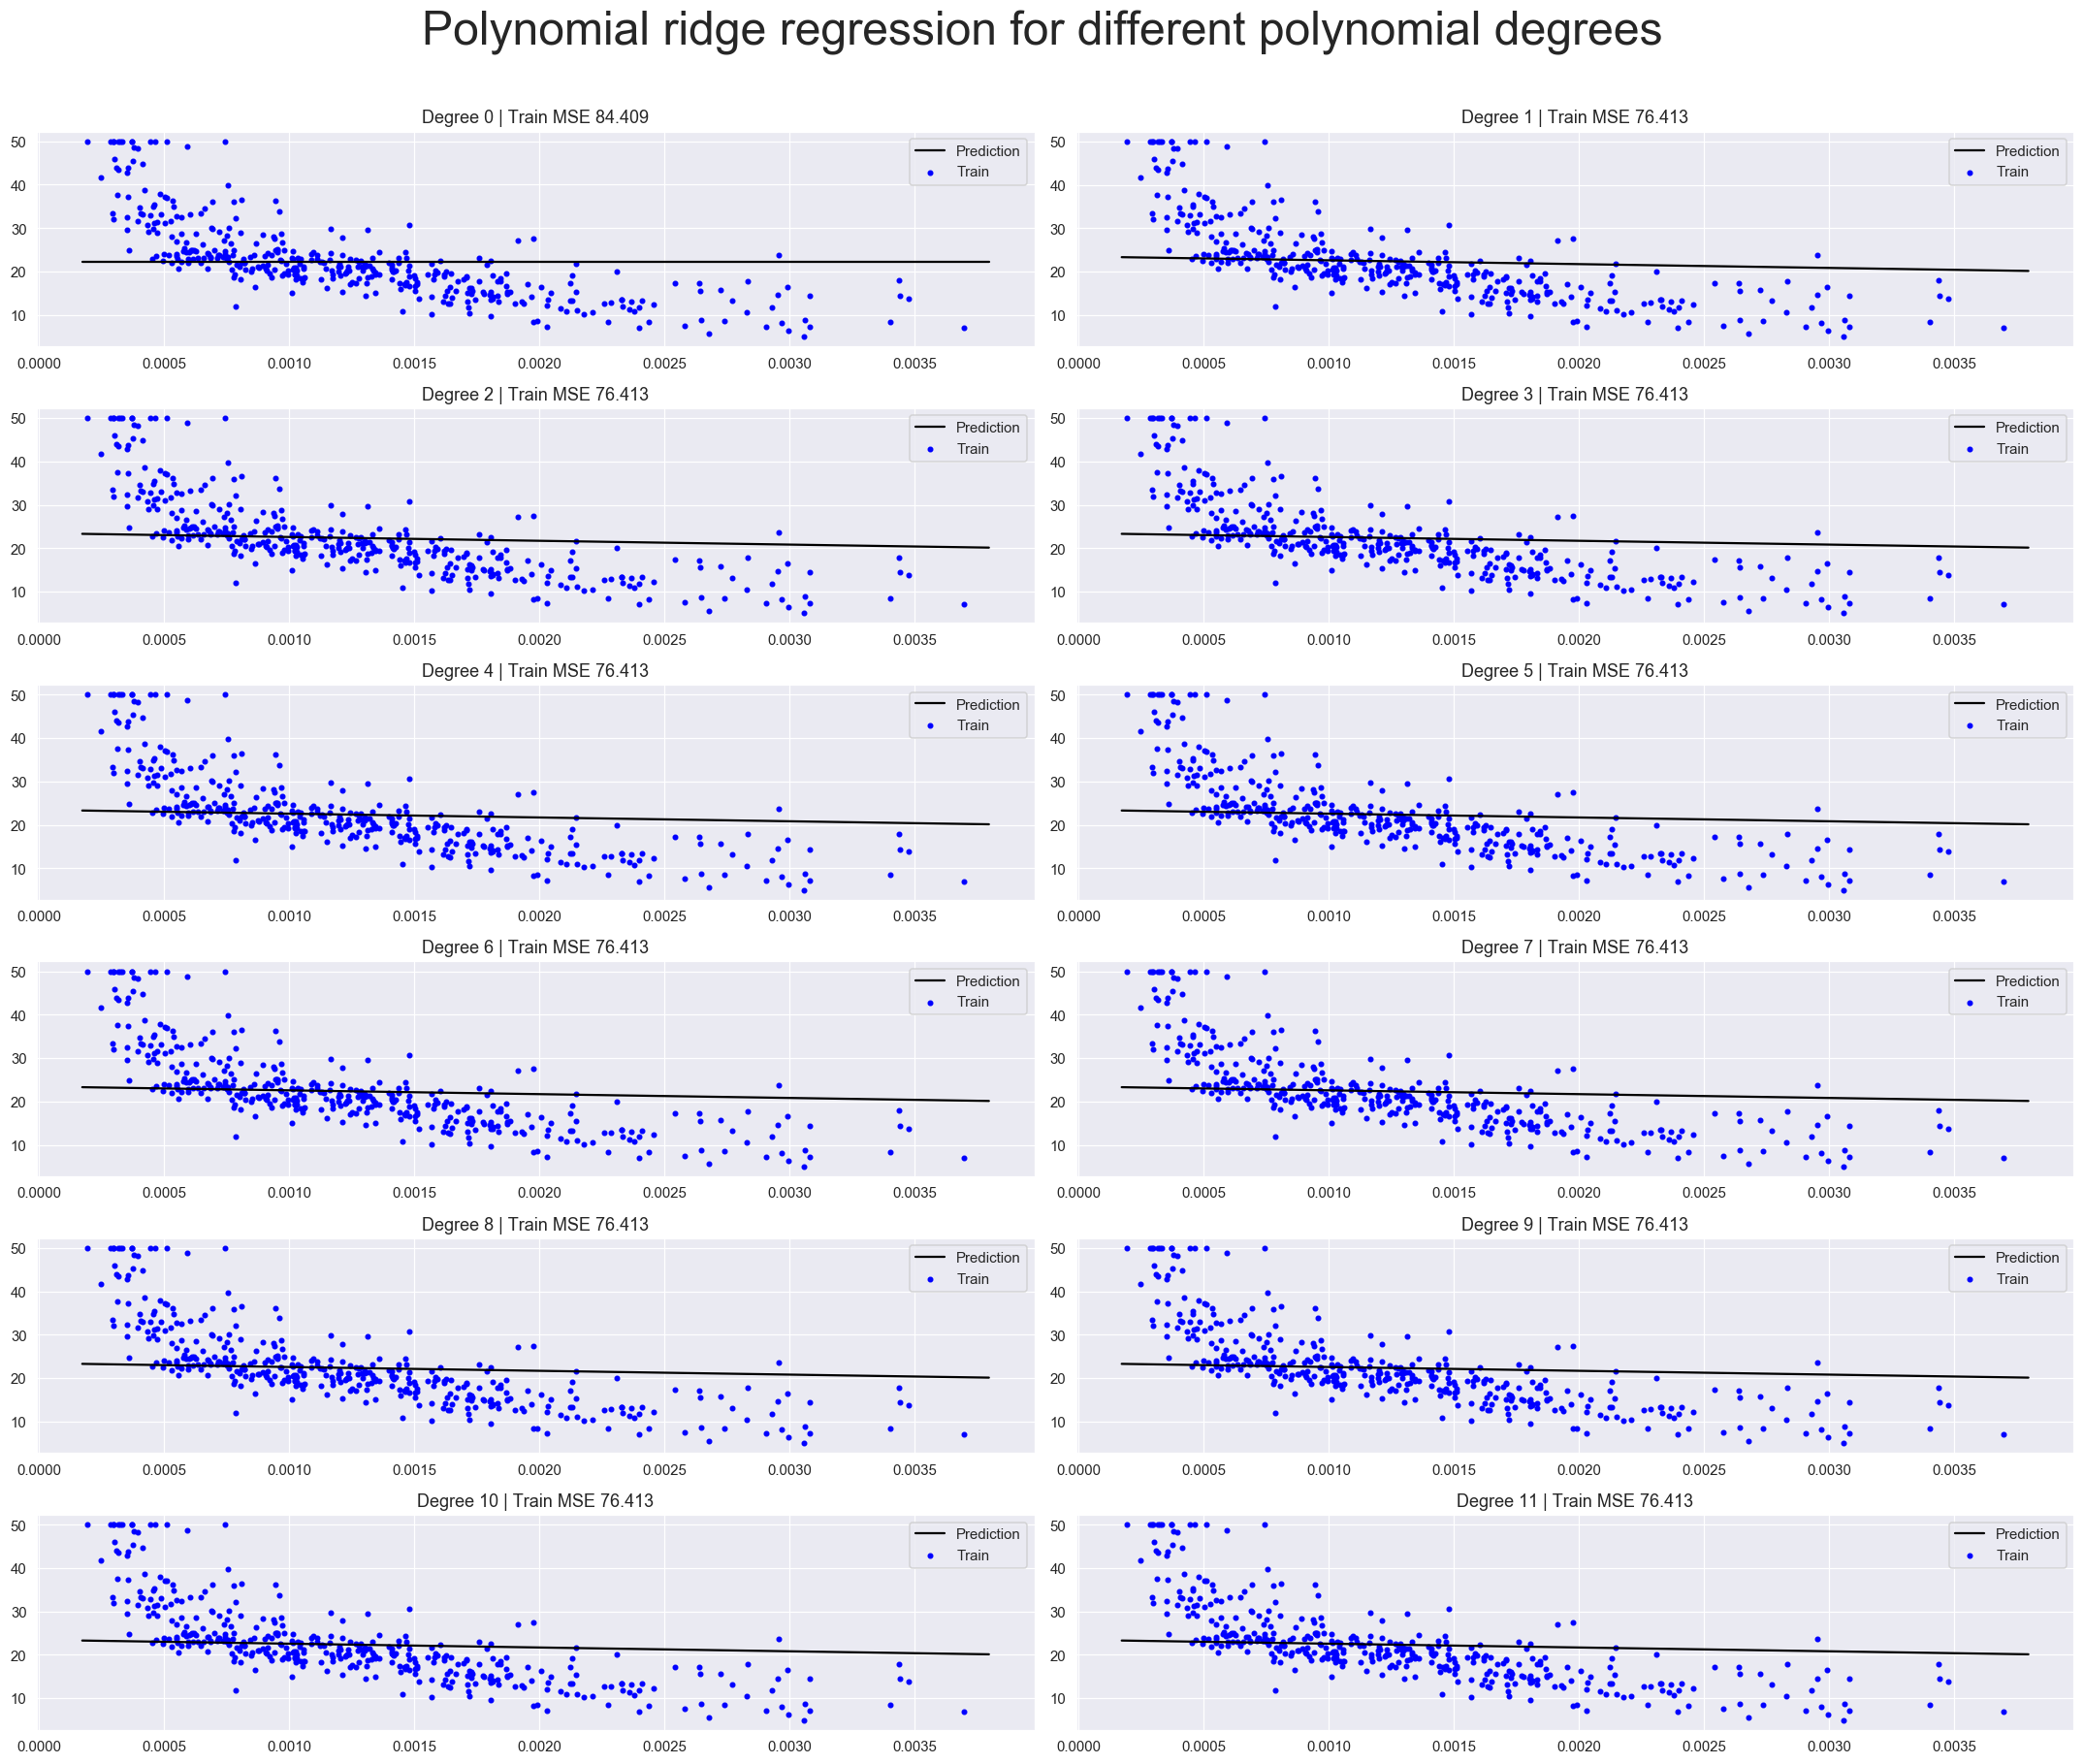 Polynomial ridge regression for different polynomial degrees
Degree 0 | Train MSE 84.409
50
40
30
20
10
Prediction
Train
0.0000 0.0005 0.0010 0.0015 0.0020 0.0025 0.0030 0.0035
Degree 1 | Train MSE 76.413
50
40
30
20
10
Prediction
Train
0.0000 0.0005 0.0010 0.0015 0.0020 0.0025 0.0030 0.0035
Degree 2 | Train MSE 76.413
50
40
30
20
10
Prediction
Train
0.0000 0.0005 0.0010 0.0015 0.0020 0.0025 0.0030 0.0035
Degree 3 | Train MSE 76.413
50
40
30
20
10
Prediction
Train
0.0000 0.0005 0.0010 0.0015 0.0020 0.0025 0.0030 0.0035
Degree 4 | Train MSE 76.413
50
40
30
20
10
Prediction
Train
0.0000 0.0005 0.0010 0.0015 0.0020 0.0025 0.0030 0.0035
Degree 5 | Train MSE 76.413
50
40
30
20
10
Prediction
Train
0.0000 0.0005 0.0010 0.0015 0.0020 0.0025 0.0030 0.0035
Degree 6 | Train MSE 76.413
50
40
30
20
10
Prediction
Train
0.0000 0.0005 0.0010 0.0015 0.0020 0.0025 0.0030 0.0035
Degree 7 | Train MSE 76.413
50
40
30
20
10
Prediction
Train
0.0000 0.0005 0.0010 0.0015 0.0020 0.0025 0.0030 0.0035
Degree 8 | Train MSE 76.413
50
40
30
20
10
Prediction
Train
0.0000 0.0005 0.0010 0.0015 0.0020 0.0025 0.0030 0.0035
Degree 9 | Train MSE 76.413
50
40
30
20
10
Prediction
Train
0.0000 0.0005 0.0010 0.0015 0.0020 0.0025 0.0030 0.0035
Degree 10 | Train MSE 76.413
50
40
30
20
10
Prediction
Train
0.0000 0.0005 0.0010 0.0015 0.0020 0.0025 0.0030 0.0035
Degree 11 | Train MSE 76.413
50
40
30
20
10
Prediction
Train
0.0000 0.0005 0.0010 0.0015 0.0020 0.0025 0.0030 0.0035